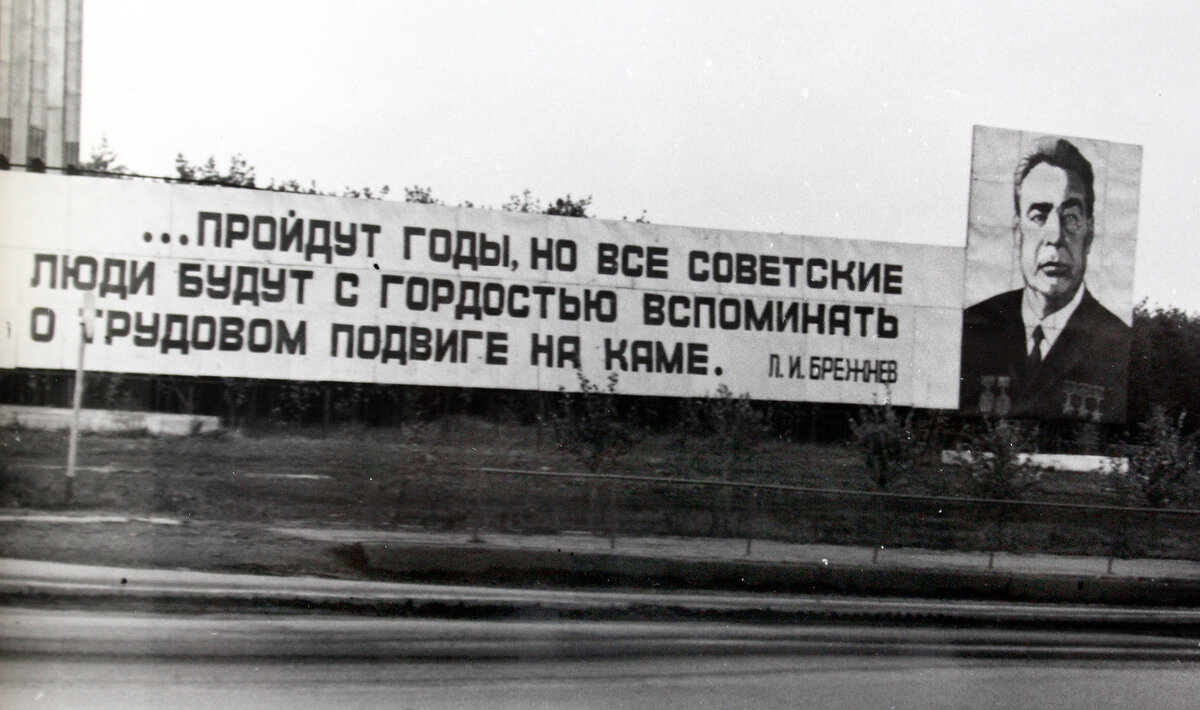 ...ПРОЙДУТ ГОДЫ, НО ВСЕ СОВЕТСКИЕ
ЛЮДИ БУДУТ С ГОРДОСТЬЮ ВСПОМИНАТЬ
О ТРУДОВОМ ПОДВИГЕ НА КАМЕ.
Л. И. БРЕЖНЕВ